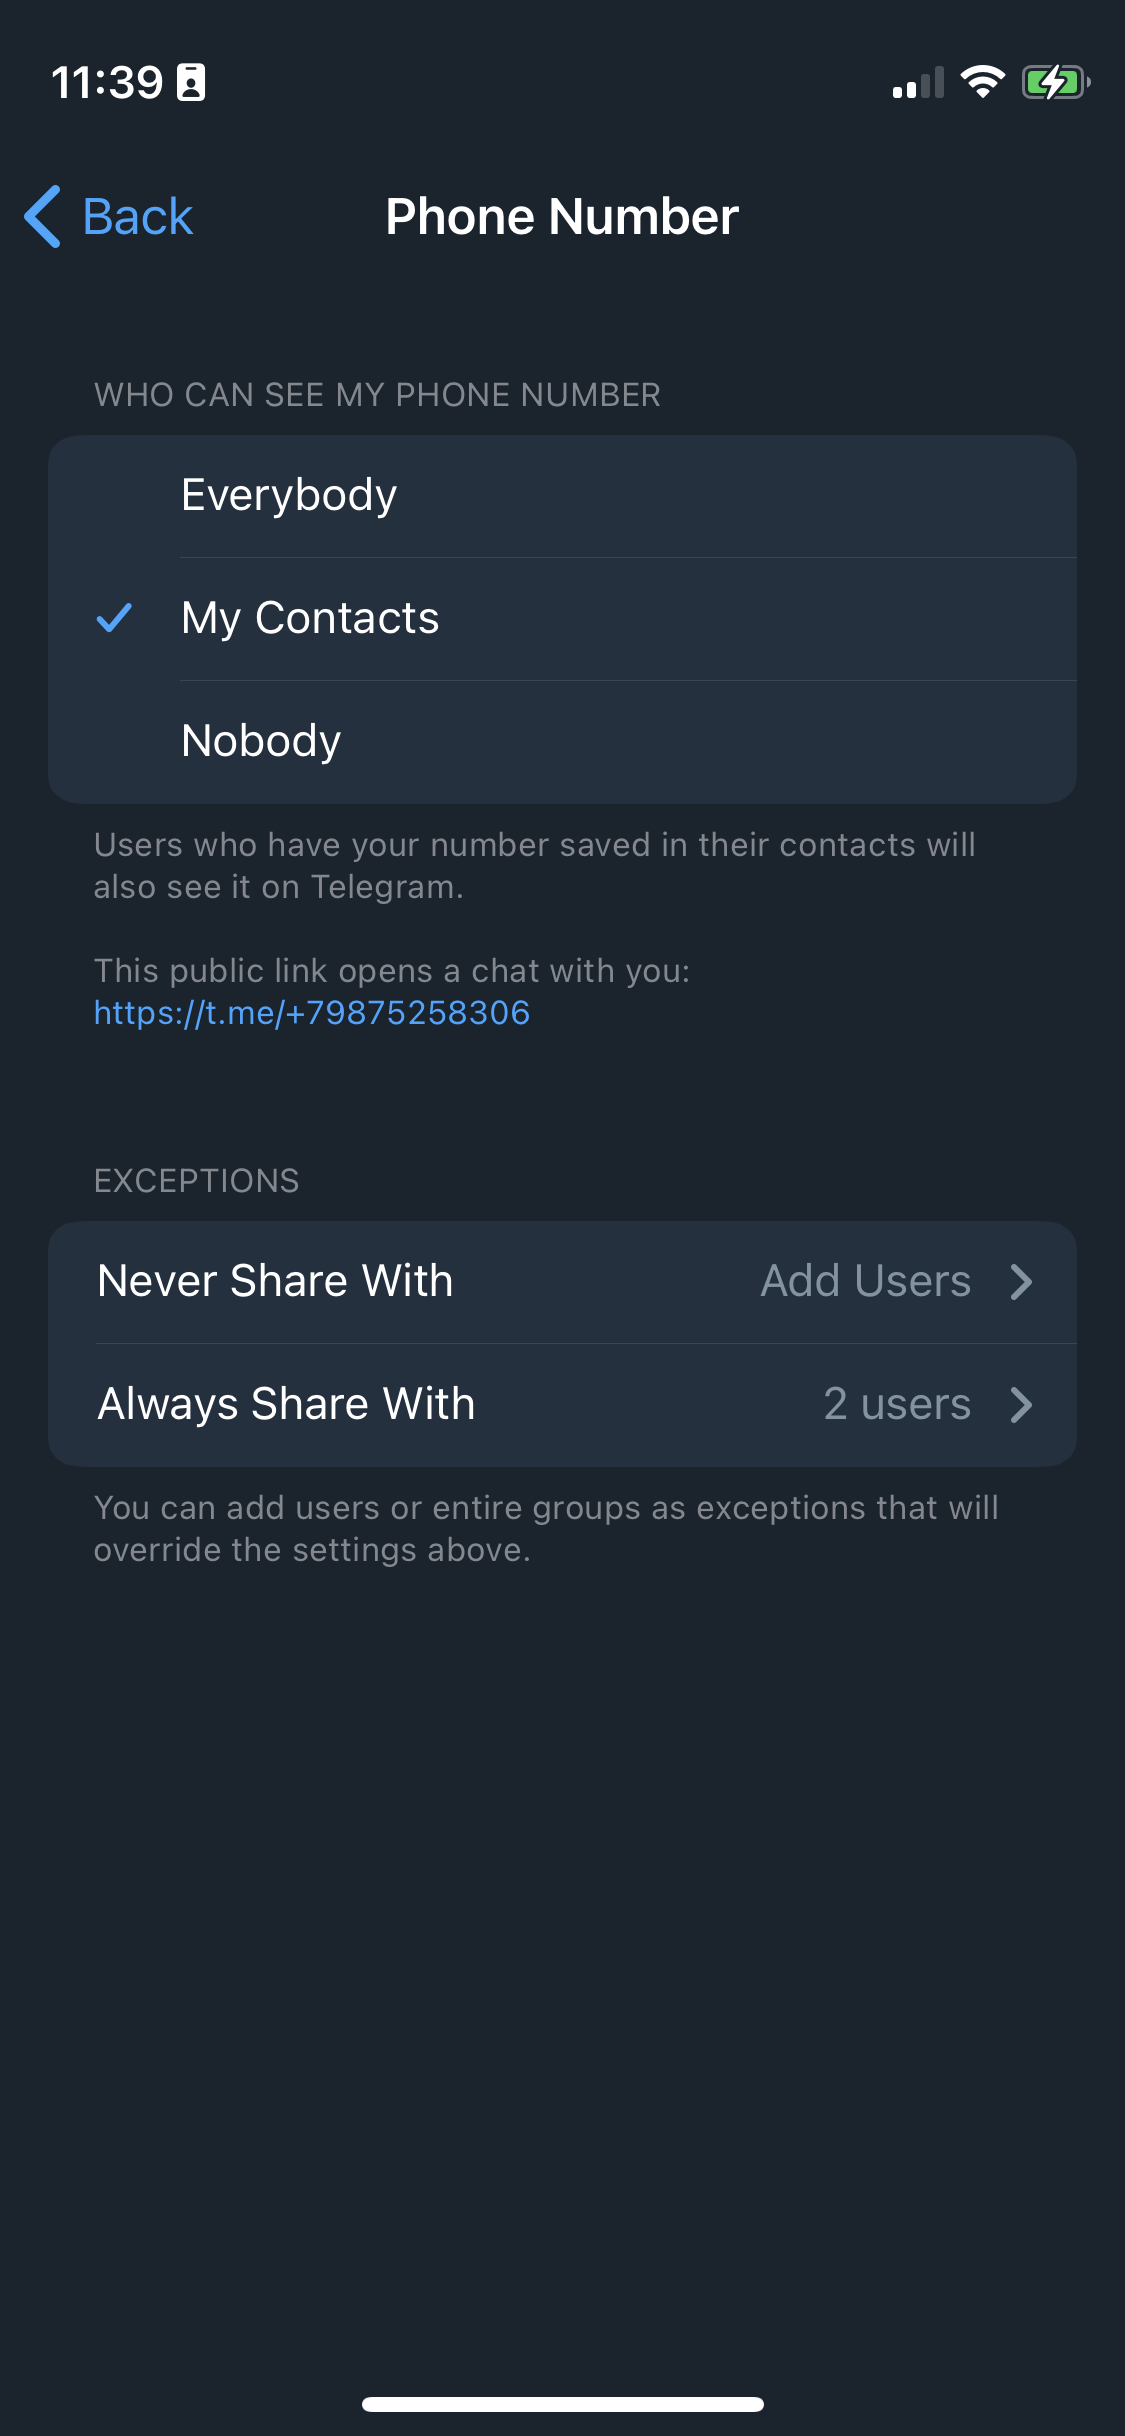 11:39
Back
Phone Number
WHO CAN SEE MY PHONE NUMBER
Everybody
My Contacts
Nobody
Users who have your number saved in their contacts will
also see it on Telegram.
This public link opens a chat with you:
https://t.me/+79875258306
EXCEPTIONS
Never Share With Add Users
Always Share With 2 users
You can add users or entire groups as exceptions that will
override the settings above.